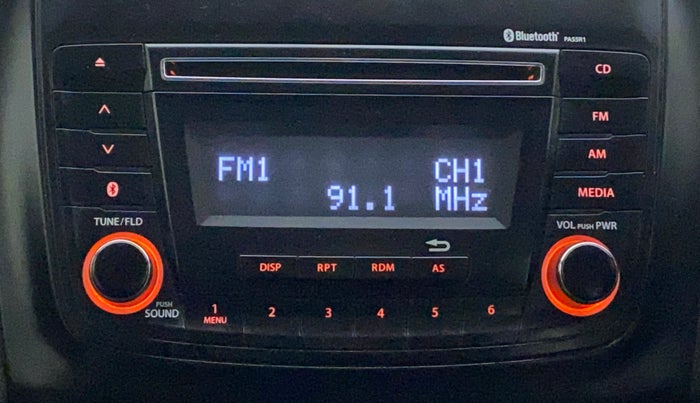 Bluetooth PASSR1
CD
FM
AM
MEDIA
FM1 CH1
91.1 MHz
TUNE/FLD
VOL PUSH PWR
DISP RPT RDM AS
PUSH
SOUND
1 2 3 4 5 6
MENU